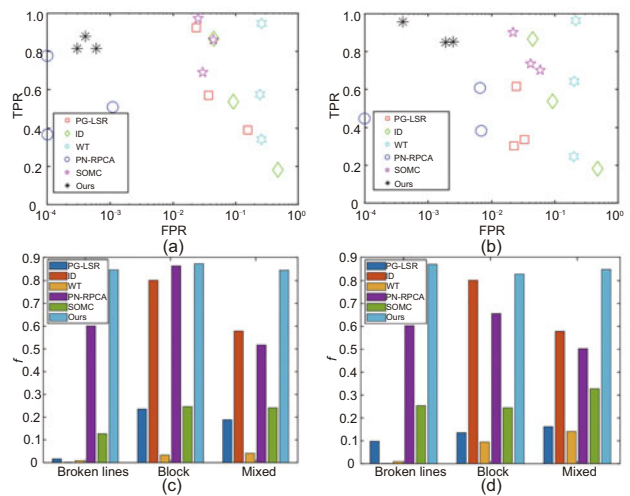 (a)
TPR
1.0
0.8
0.6
0.4
0.2
0
PG-LSR
ID
WT
PN-RPCA
SOMC
Ours
10⁻⁴ 10⁻³ 10⁻² 10⁻¹ 10⁰
FPR
(a)
(b)
TPR
1.0
0.8
0.6
0.4
0.2
0
PG-LSR
ID
WT
PN-RPCA
SOMC
Ours
10⁻⁴ 10⁻³ 10⁻² 10⁻¹ 10⁰
FPR
(b)
(c)
f
0.9
0.8
0.7
0.6
0.4
0.3
0.2
0.1
0
PG-LSR
ID
WT
PN-RPCA
SOMC
Ours
Broken lines Block Mixed
(c)
(d)
f
0.9
0.8
0.7
0.6
0.4
0.3
0.2
0.1
0
PG-LSR
ID
WT
PN-RPCA
SOMC
Ours
Broken lines Block Mixed
(d)